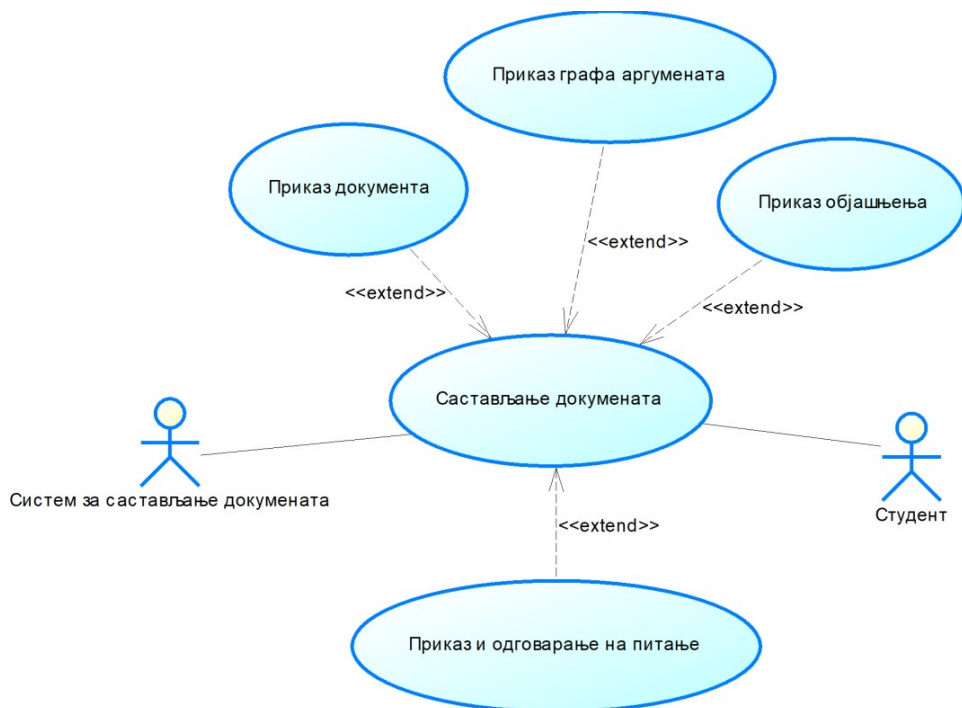 Приказ графа аргумената
Приказ документа
Приказ објашњења
<<extend>>
<<extend>>
<<extend>>
Састављање докумената
Систем за састављање докумената
Студент
<<extend>>
Приказ и одговарање на питање